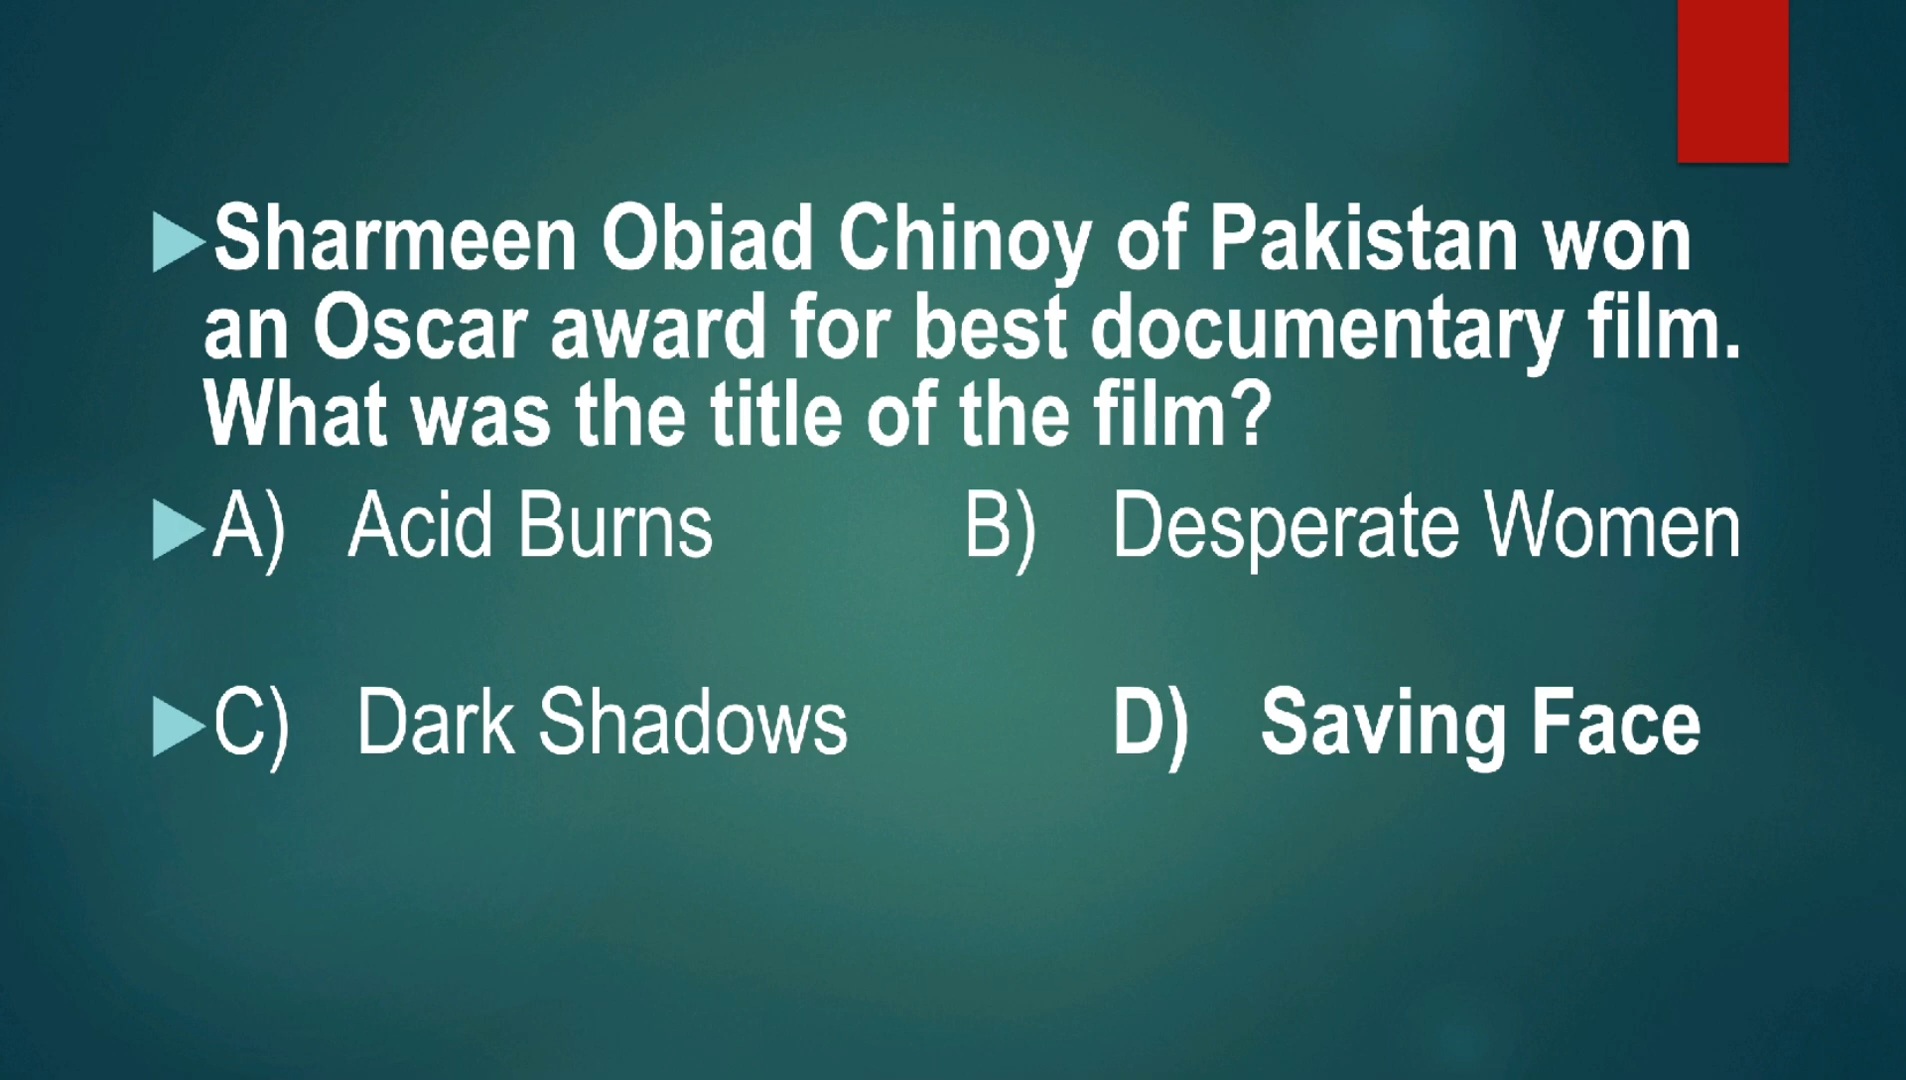 Sharmeen Obiad Chinoy of Pakistan won
an Oscar award for best documentary film.
What was the title of the film?
A) Acid Burns B) Desperate Women
C) Dark Shadows D) Saving Face